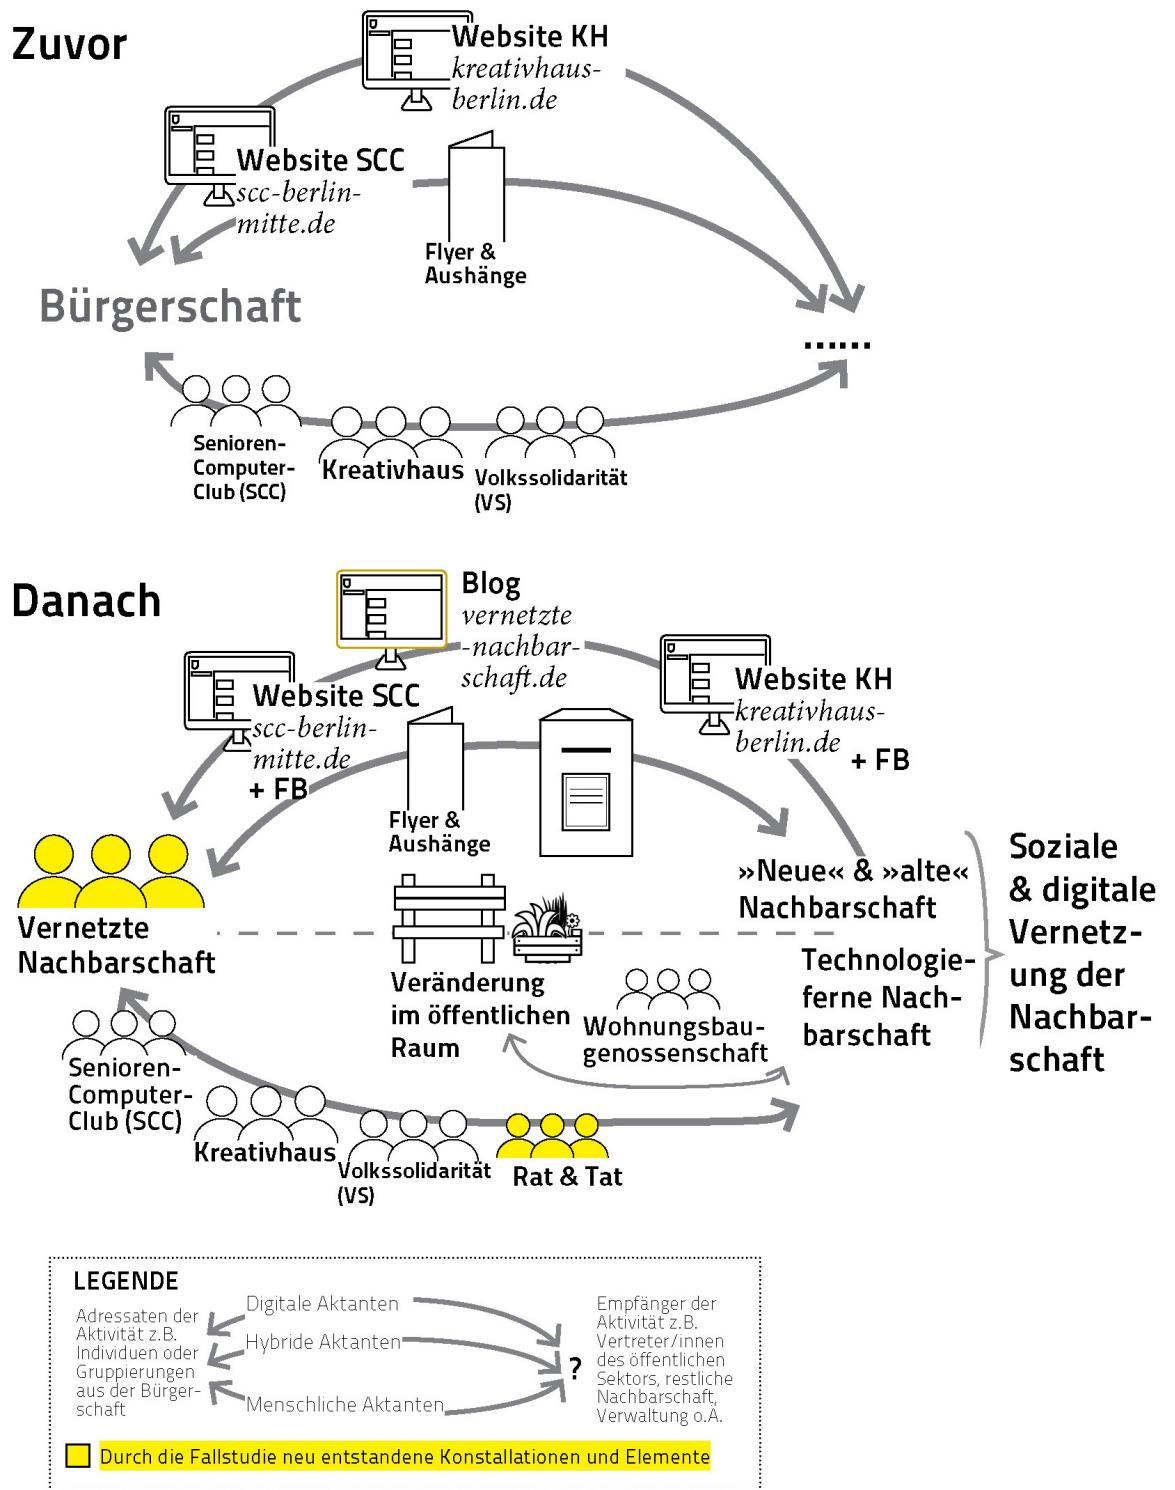 Zuvor
Website KH
kreativhaus-
berlin.de
Website SCC
scc-berlin-
mitte.de
Flyer &
Aushänge
Bürgerschaft
......
Senioren-
Computer-
Club (SCC)
Kreativhaus
Volkssolidarität
(VS)
Danach
Blog
vernetzte
-nachbar-
schaft.de
Website SCC
scc-berlin-
mitte.de
+ FB
Website KH
kreativhaus-
berlin.de
+ FB
Flyer &
Aushänge
»Neue« & »alte«
Nachbarschaft
Soziale
& digitale
Vernetz-
ung der
Nachbar-
schaft
Vernetzte
Nachbarschaft
Technologie-
ferne Nach-
barschaft
Veränderung
im öffentlichen
Raum
Wohnungsbau-
genossenschaft
Senioren-
Computer-
Club (SCC)
Kreativhaus
Volkssolidarität
(VS)
Rat & Tat
LEGENDE
Adressaten der
Aktivität z.B.
Individuen oder
Gruppierungen
aus der Bürger-
schaft
Digitale Aktanten
Hybride Aktanten
Menschliche Aktanten
?
Empfänger der
Aktivität z.B.
Vertreter/innen
des öffentlichen
Sektors, restliche
Nachbarschaft,
Verwaltung o.Ä.
Durch die Fallstudie neu entstandene Konstallationen und Elemente